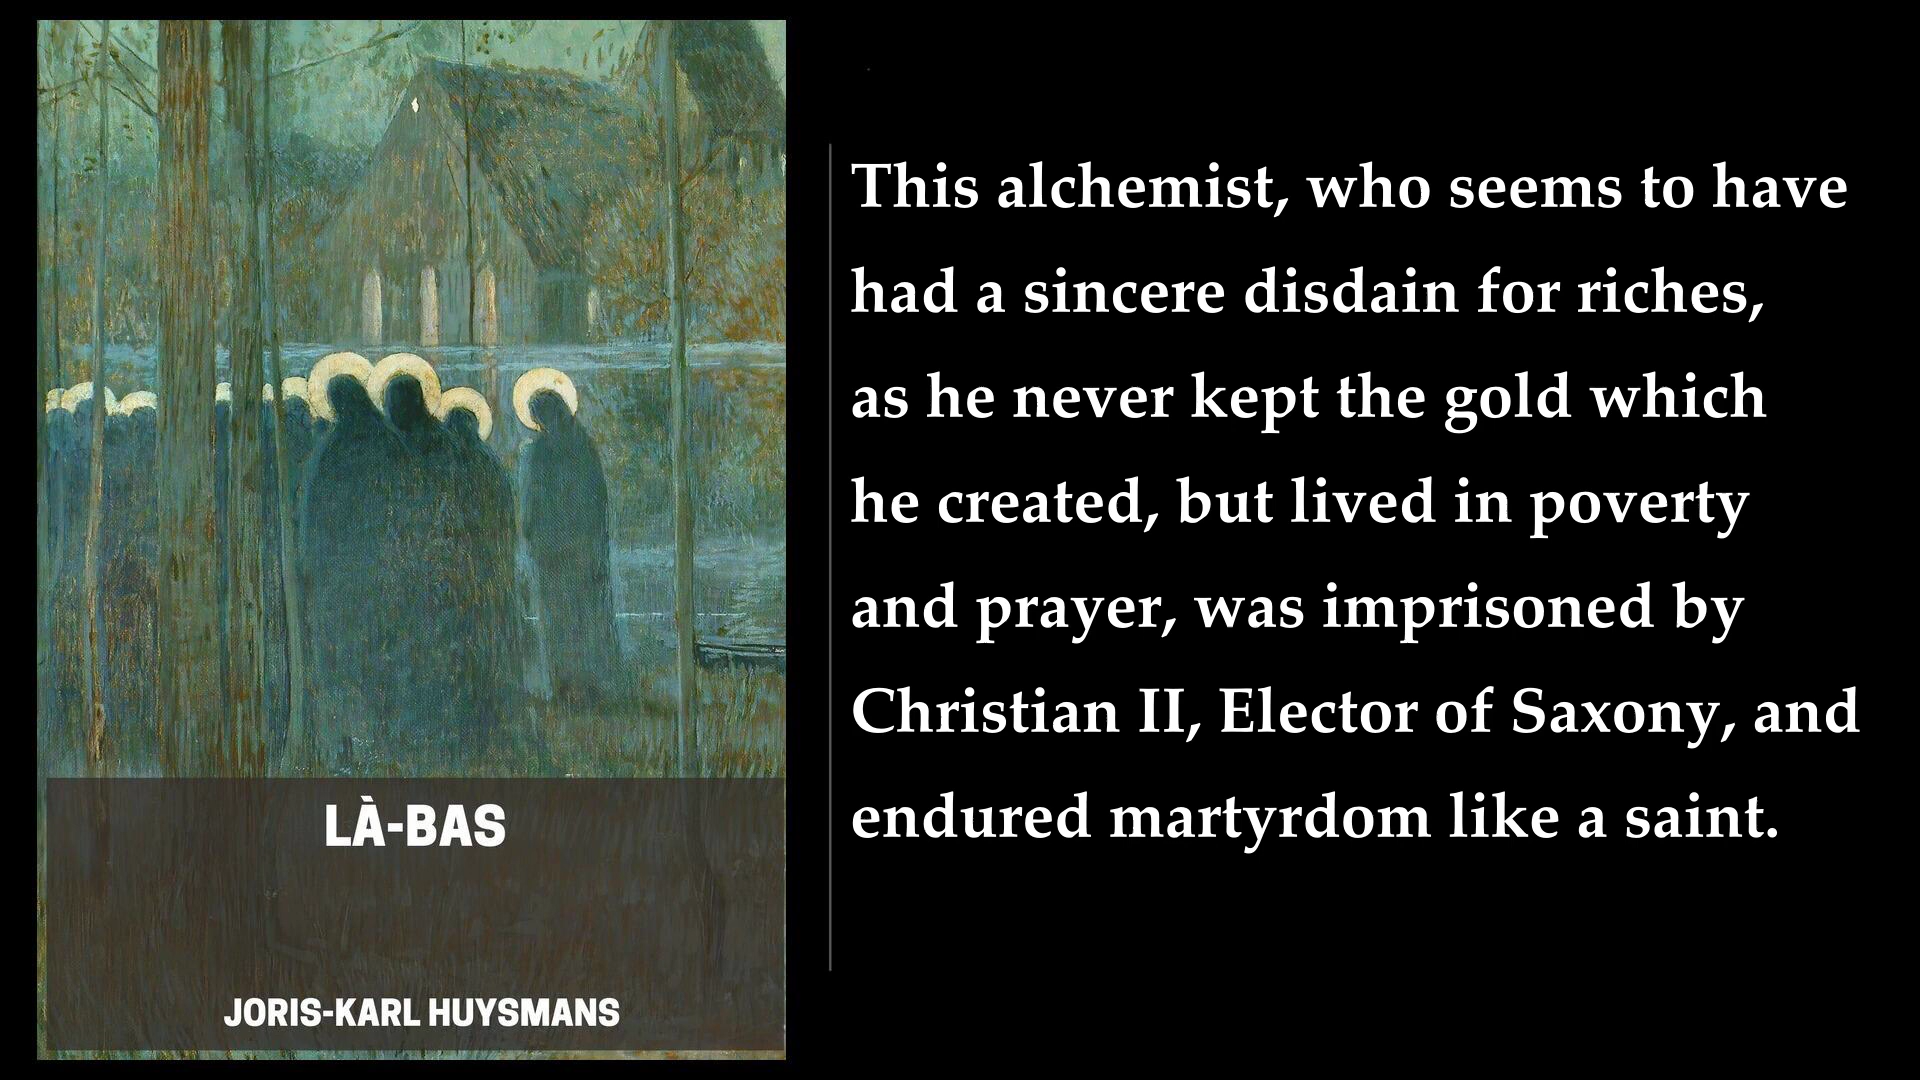 LÀ-BAS
JORIS-KARL HUYSMANS
This alchemist, who seems to have
had a sincere disdain for riches,
as he never kept the gold which
he created, but lived in poverty
and prayer, was imprisoned by
Christian II, Elector of Saxony, and
endured martyrdom like a saint.